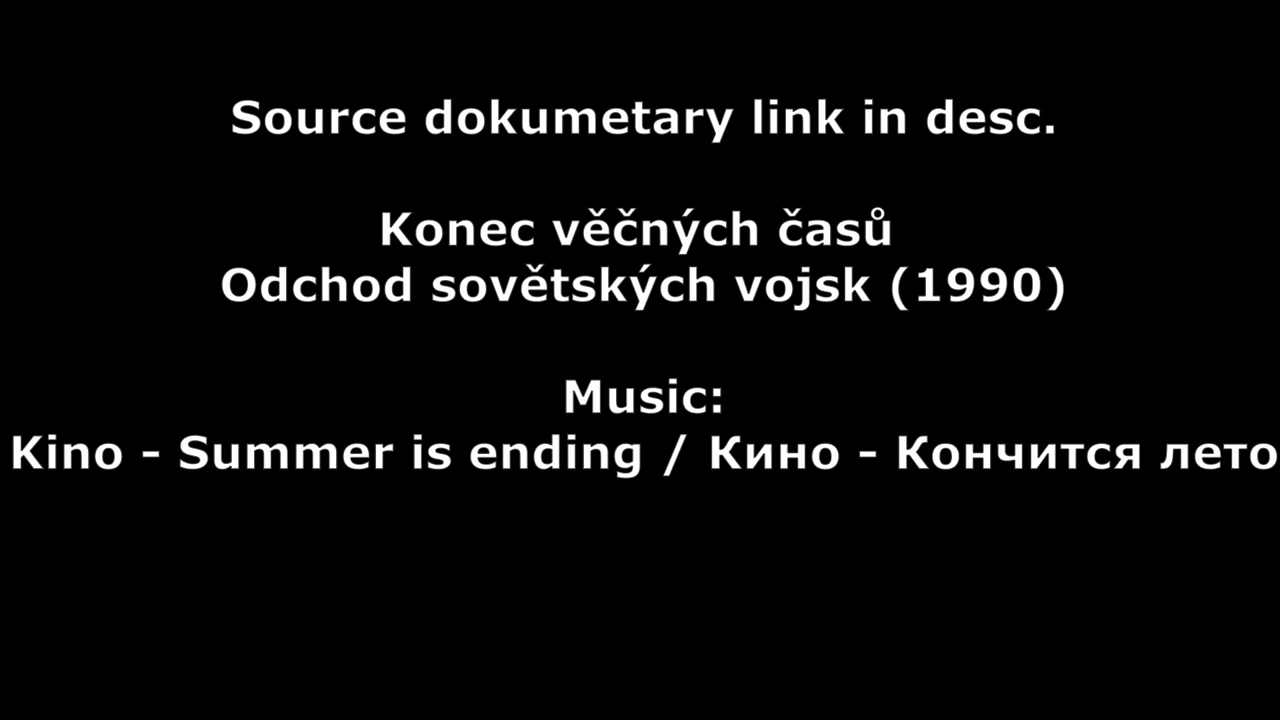 Source dokumetary link in desc.
Konec věčných časů
Odchod sovětských vojsk (1990)
Music:
Kino - Summer is ending / Кино - Кончится лето